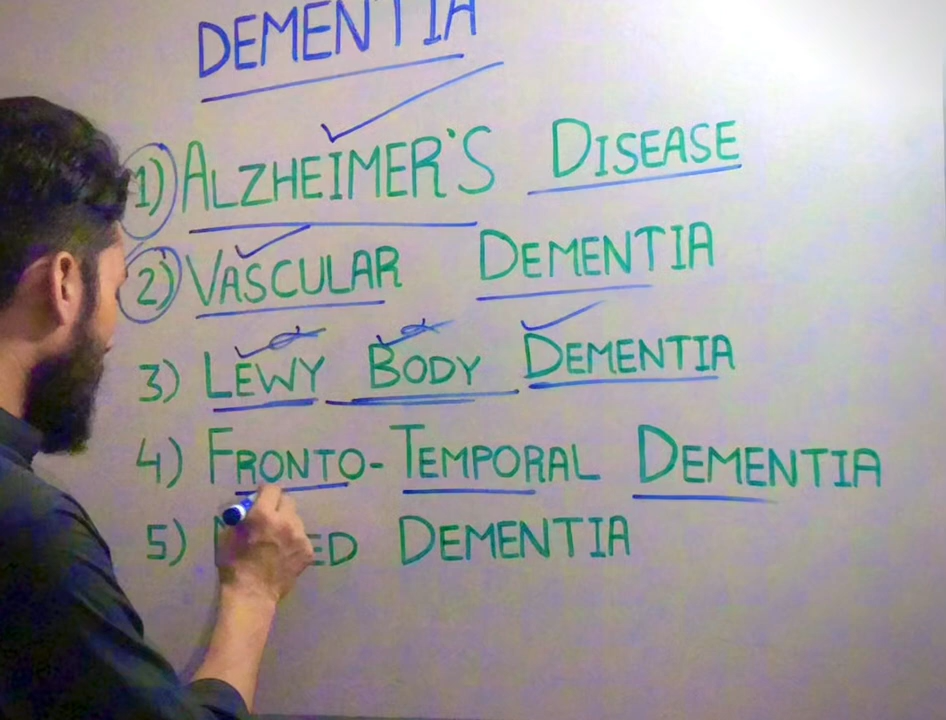 DEMENTIA
1) ALZHEIMER'S DISEASE
2) VASCULAR DEMENTIA
3) LEWY BODY DEMENTIA
4) FRONTO-TEMPORAL DEMENTIA
5) DEMENTIA